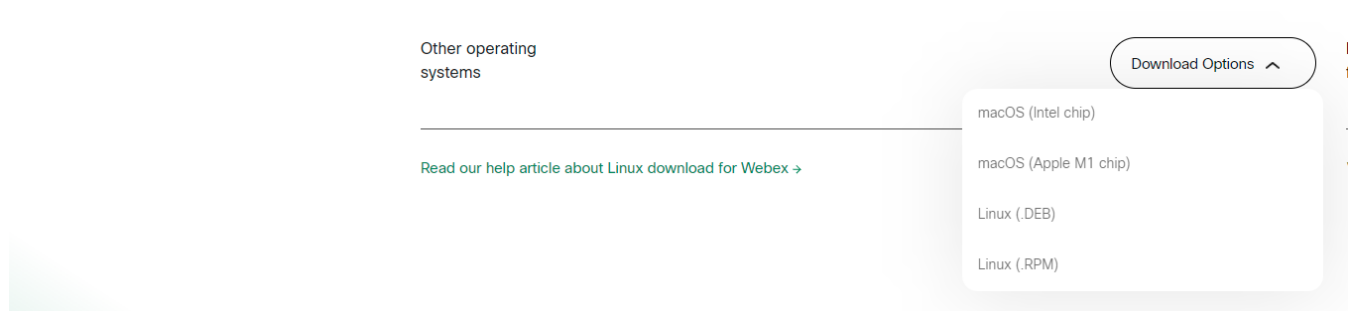 Other operating
systems
Download Options
macOS (Intel chip)
macOS (Apple M1 chip)
Linux (.DEB)
Linux (.RPM)
Read our help article about Linux download for Webex →